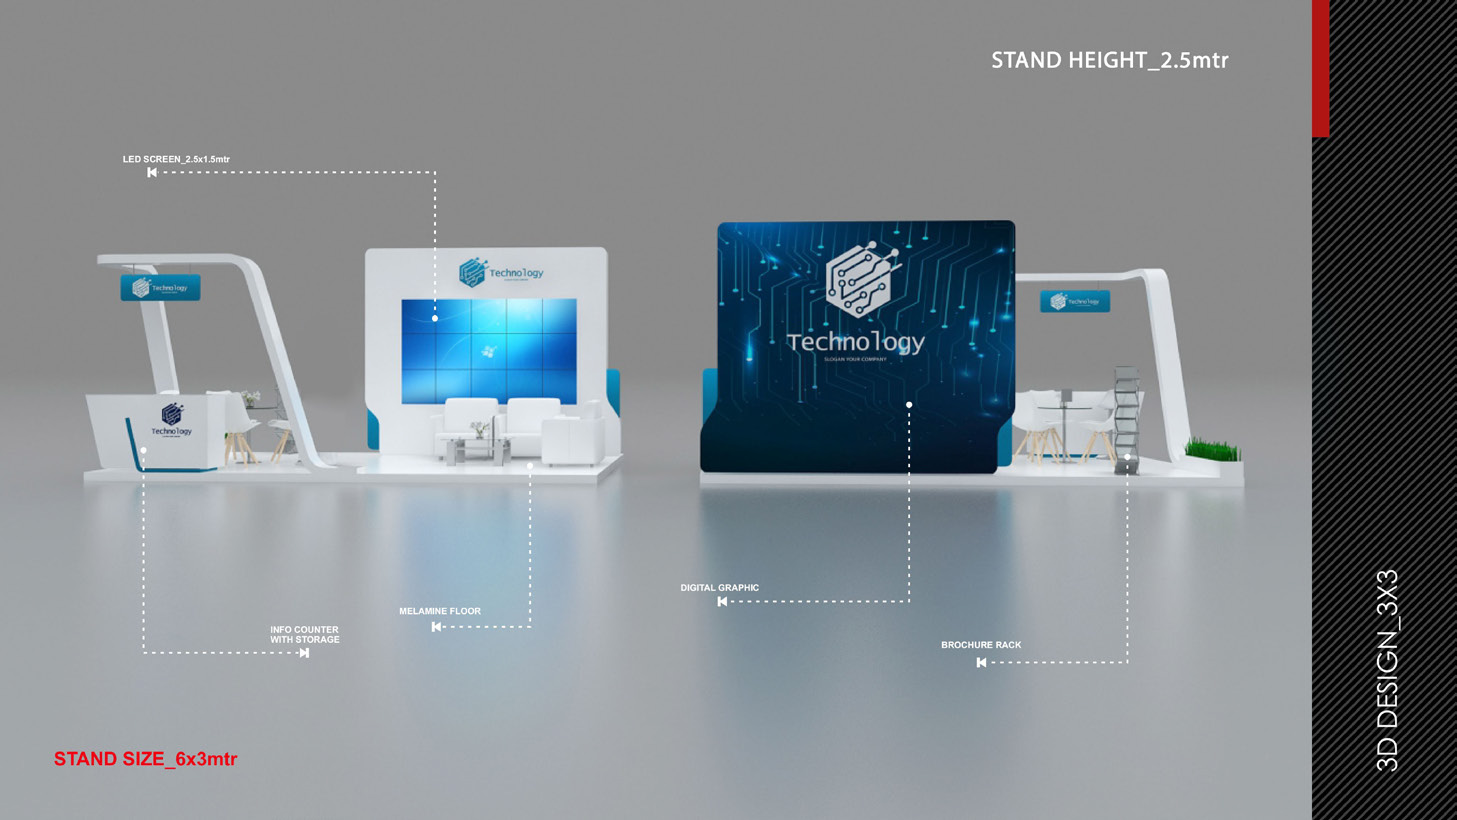 STAND HEIGHT_2.5mtr
LED SCREEN_2.5x1.5mtr
Technology
Technology
Technology
Technology
SLOGAN YOUR COMPANY
Technology
DIGITAL GRAPHIC
MELAMINE FLOOR
INFO COUNTER
WITH STORAGE
BROCHURE RACK
STAND SIZE_6x3mtr
3D DESIGN_3X3